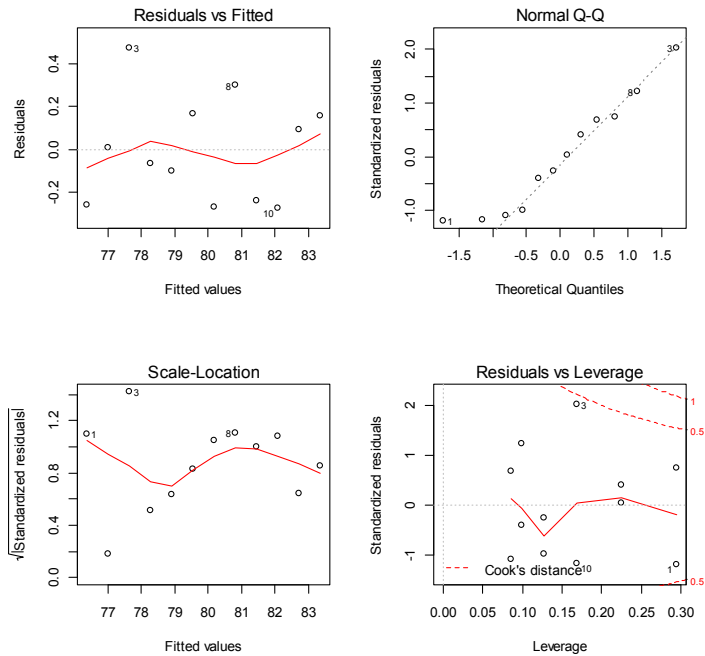 Residuals vs Fitted
Residuals
0.4
0.2
0.0
-0.2
3
8
10
77 78 79 80 81 82 83
Fitted values
Normal Q-Q
Standardized residuals
2.0
1.0
0.0
-1.0
3
8
1
-1.5 -0.5 0.0 0.5 1.0 1.5
Theoretical Quantiles
Scale-Location
√|Standardized residuals|
1.2
0.8
0.4
0.0
3
1
8
77 78 79 80 81 82 83
Fitted values
Residuals vs Leverage
Standardized residuals
2
1
0
-1
3
10
1
1
0.5
0.5
Cook's distance
0.00 0.05 0.10 0.15 0.20 0.25 0.30
Leverage